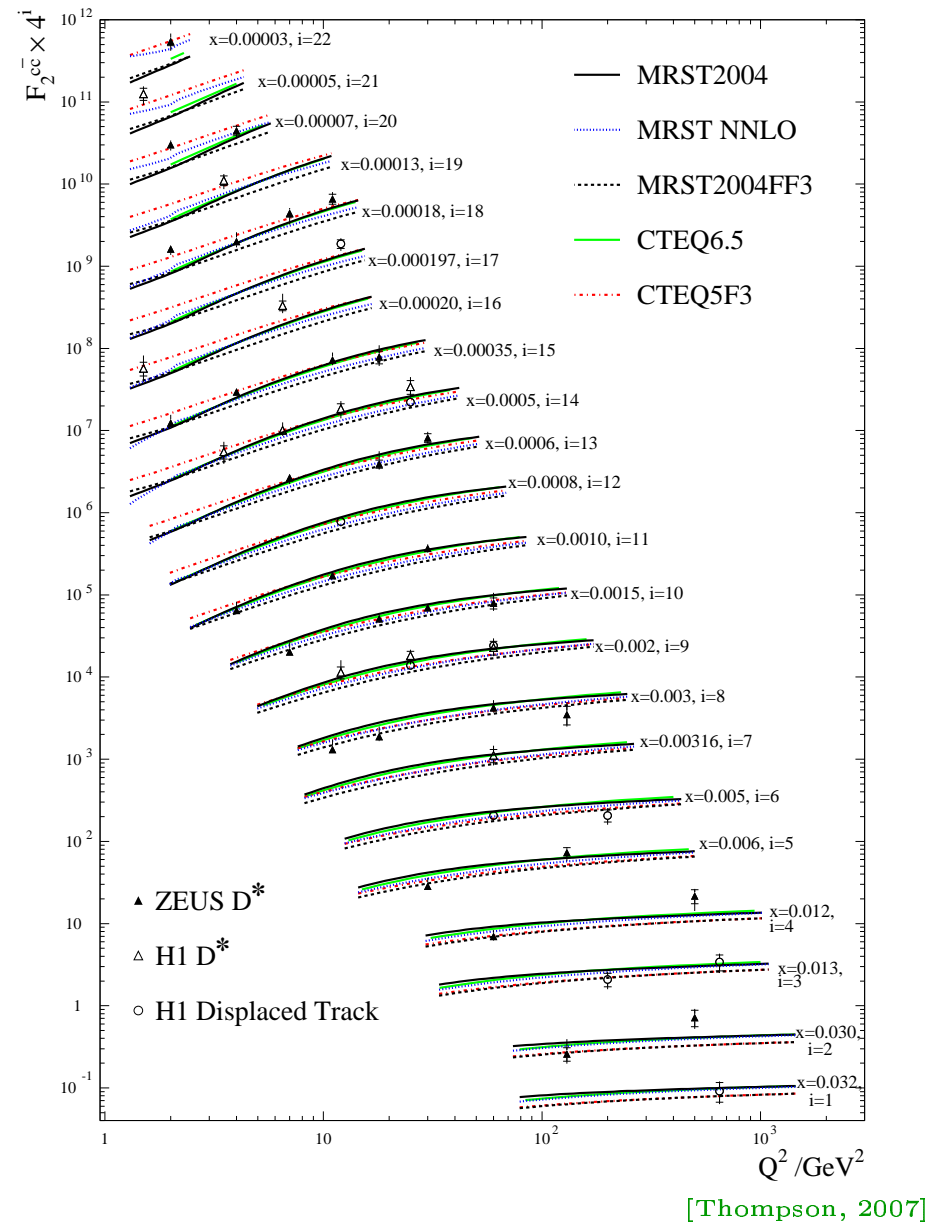 F₂^cc̄ × 4^i
10^12
10^11
10^10
10^9
10^8
10^7
10^6
10^5
10^4
10^3
10^2
10
1
10^-1
x=0.00003, i=22
x=0.00005, i=21
x=0.00007, i=20
x=0.00013, i=19
x=0.00018, i=18
x=0.000197, i=17
x=0.00020, i=16
x=0.00035, i=15
x=0.0005, i=14
x=0.0006, i=13
x=0.0008, i=12
x=0.0010, i=11
x=0.0015, i=10
x=0.002, i=9
x=0.003, i=8
x=0.00316, i=7
x=0.005, i=6
x=0.006, i=5
x=0.012,
i=4
x=0.013,
i=3
x=0.030,
i=2
x=0.032,
i=1
MRST2004
MRST NNLO
MRST2004FF3
CTEQ6.5
CTEQ5F3
ZEUS D*
H1 D*
H1 Displaced Track
1
10
10^2
10^3
Q^2 /GeV^2
[Thompson, 2007]